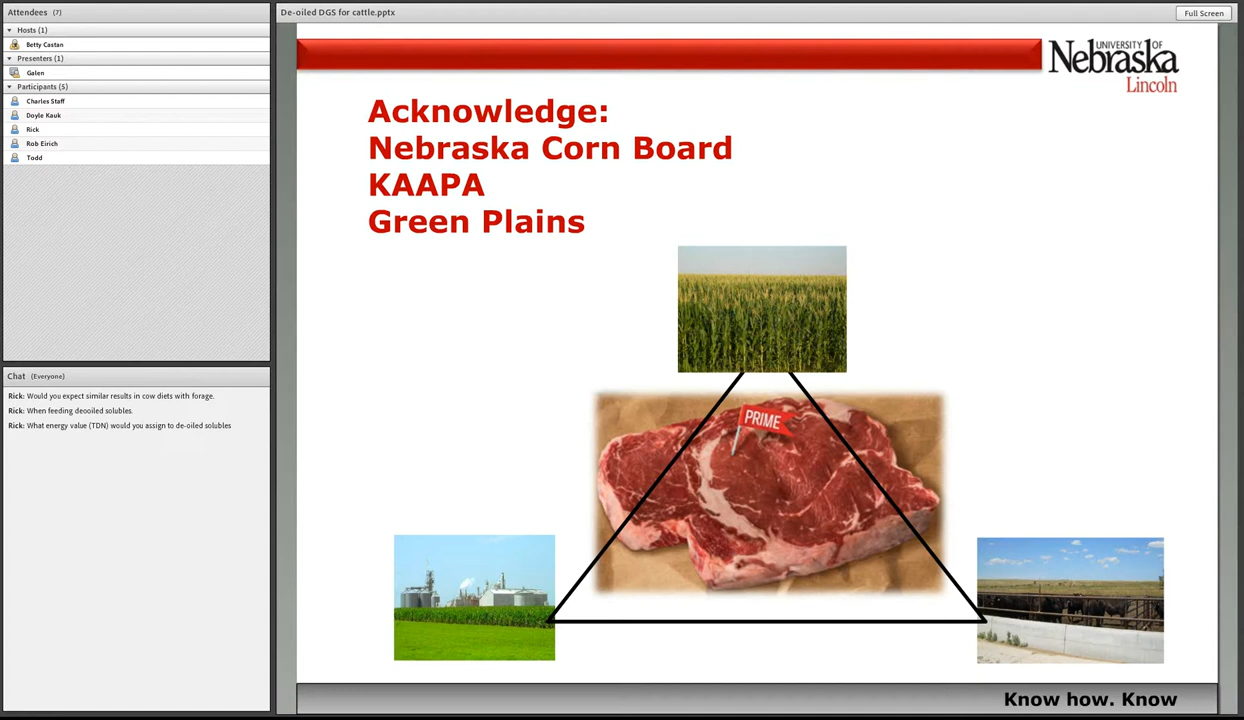 Attendees (7)
Hosts (1)
Betty Castan
Presenters (1)
Galen
Participants (5)
Charles Staff
Doyle Kauk
Rick
Rob Eirich
Todd
Chat (Everyone)
Rick: Would you expect similar results in cow diets with forage.
Rick: When feeding deooiled solubles.
Rick: What energy value (TDN) would you assign to de-oiled solubles
De-oiled DGS for cattle.pptx
Full Screen
UNIVERSITY OF
Nebraska
Lincoln
Acknowledge:
Nebraska Corn Board
KAAPA
Green Plains
PRIME
Know how. Know